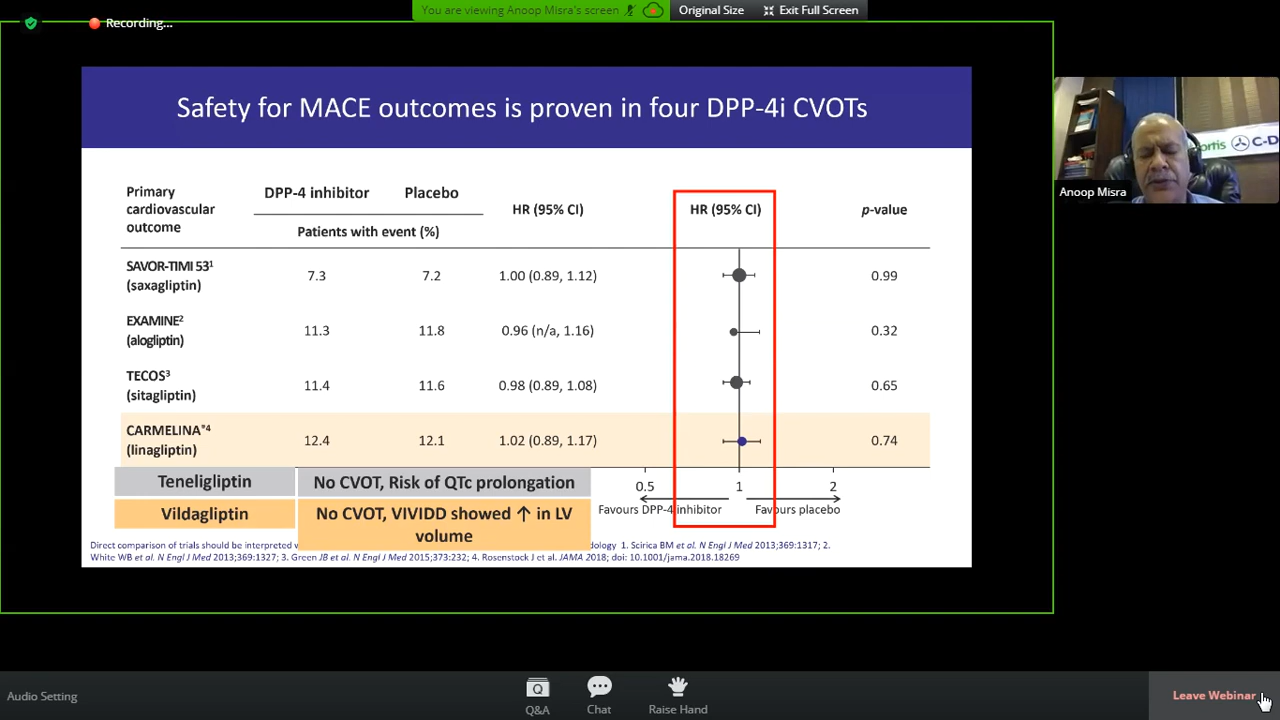 You are viewing Anoop Misra's screen
Original Size
Exit Full Screen
Recording...
Safety for MACE outcomes is proven in four DPP-4i CVOTs
Primary cardiovascular outcome
DPP-4 inhibitor
Placebo
Patients with event (%)
HR (95% CI)
HR (95% CI)
p-value
SAVOR-TIMI 53¹
(saxagliptin)
7.3
7.2
1.00 (0.89, 1.12)
0.99
EXAMINE²
(alogliptin)
11.3
11.8
0.96 (n/a, 1.16)
0.32
TECOS³
(sitagliptin)
11.4
11.6
0.98 (0.89, 1.08)
0.65
CARMELINA*⁴
(linagliptin)
12.4
12.1
1.02 (0.89, 1.17)
0.74
Teneligliptin
No CVOT, Risk of QTc prolongation
Vildagliptin
No CVOT, VIVIDD showed ↑ in LV
volume
0.5
1
2
Favours DPP-4 inhibitor
Favours placebo
Direct comparison of trials should be interpreted
1. Scirica BM et al. N Engl J Med 2013;369:1317; 2.
White WB et al. N Engl J Med 2013;369:1327; 3. Green JB et al. N Engl J Med 2015;373:232; 4. Rosenstock J et al. JAMA 2018; doi: 10.1001/jama.2018.18269
ortis
C-D
Anoop Misra
Audio Setting
Q&A
Chat
Raise Hand
Leave Webinar